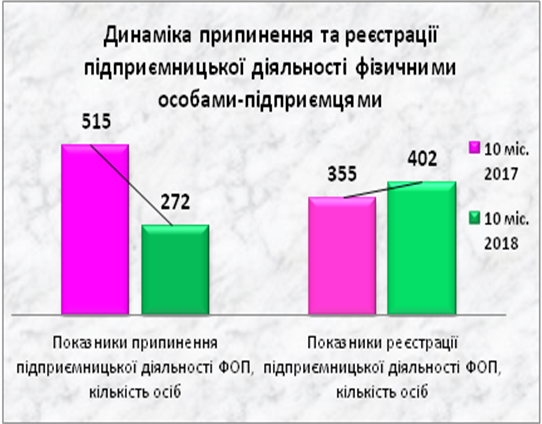 Динаміка припинення та реєстрації
підприємницької діяльності фізичними
особами-підприємцями
515
272
355
402
10 міс.
2017
10 міс.
2018
Показники припинення
підприємницької діяльності ФОП,
кількість осіб
Показники реєстрації
підприємницької діяльності ФОП,
кількість осіб